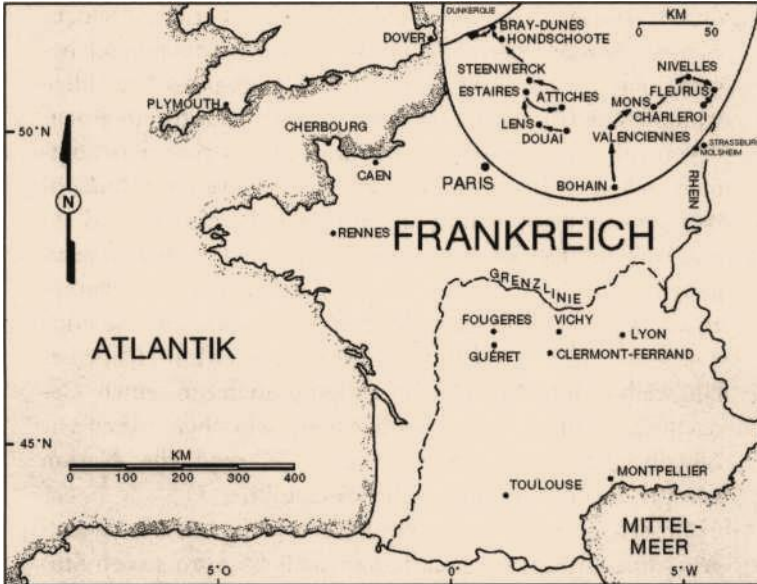 DUNKERQUE
BRAY-DUNES
KM
0 50
DOVER
HONDSCHOOTE
STEENWERCK
NIVELLES
PLYMOUTH
ESTAIRES
ATTICHES
MONS
FLEURUS
CHARLEROI
50°N
CHERBOURG
LENS
DOUAI
VALENCIENNES
STRASSBURG
MOLSHEIM
CAEN
PARIS
BOHAIN
RHEIN
N
RENNES
FRANKREICH
GRENZLINIE
ATLANTIK
FOUGERES
VICHY
LYON
GUÉRET
CLERMONT-FERRAND
45°N
KM
0 100 200 300 400
TOULOUSE
MONTPELLIER
MITTEL-
MEER
5°O
0
5°W